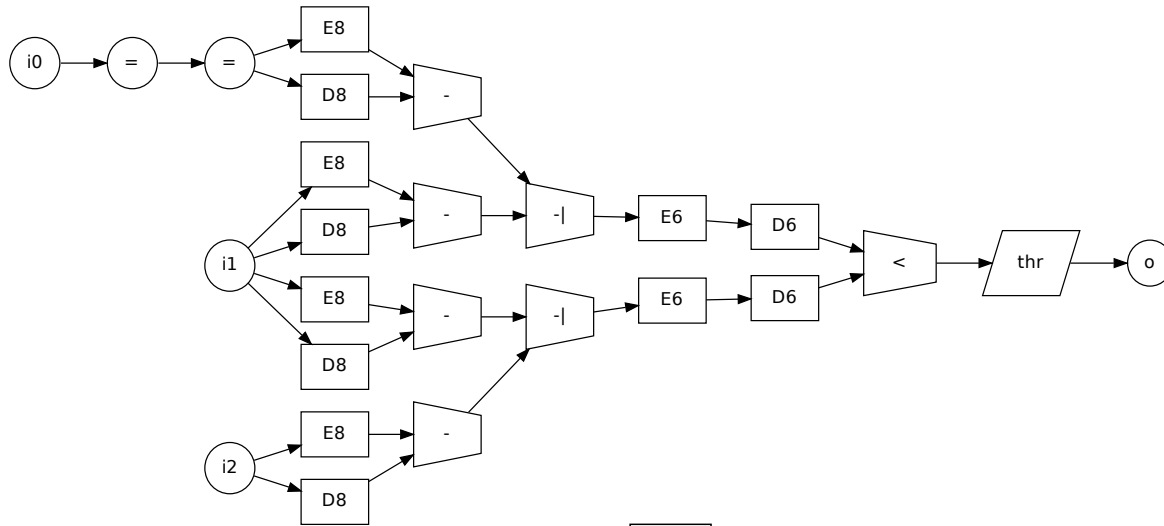 E8
i0 = =
D8 -
E8
D8 - -| E6 D6
i1 < thr o
E8 - -| E6 D6
D8
E8 -
i2
D8